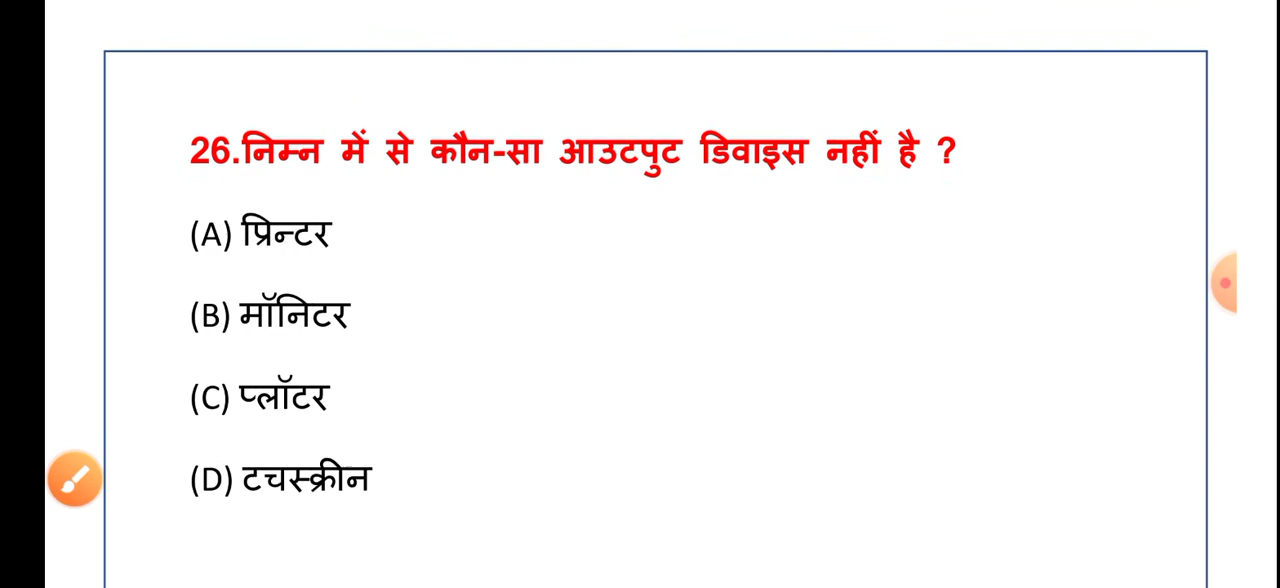 26.निम्न में से कौन-सा आउटपुट डिवाइस नहीं है ?
(A) प्रिन्टर
(B) मॉनिटर
(C) प्लॉटर
(D) टचस्क्रीन